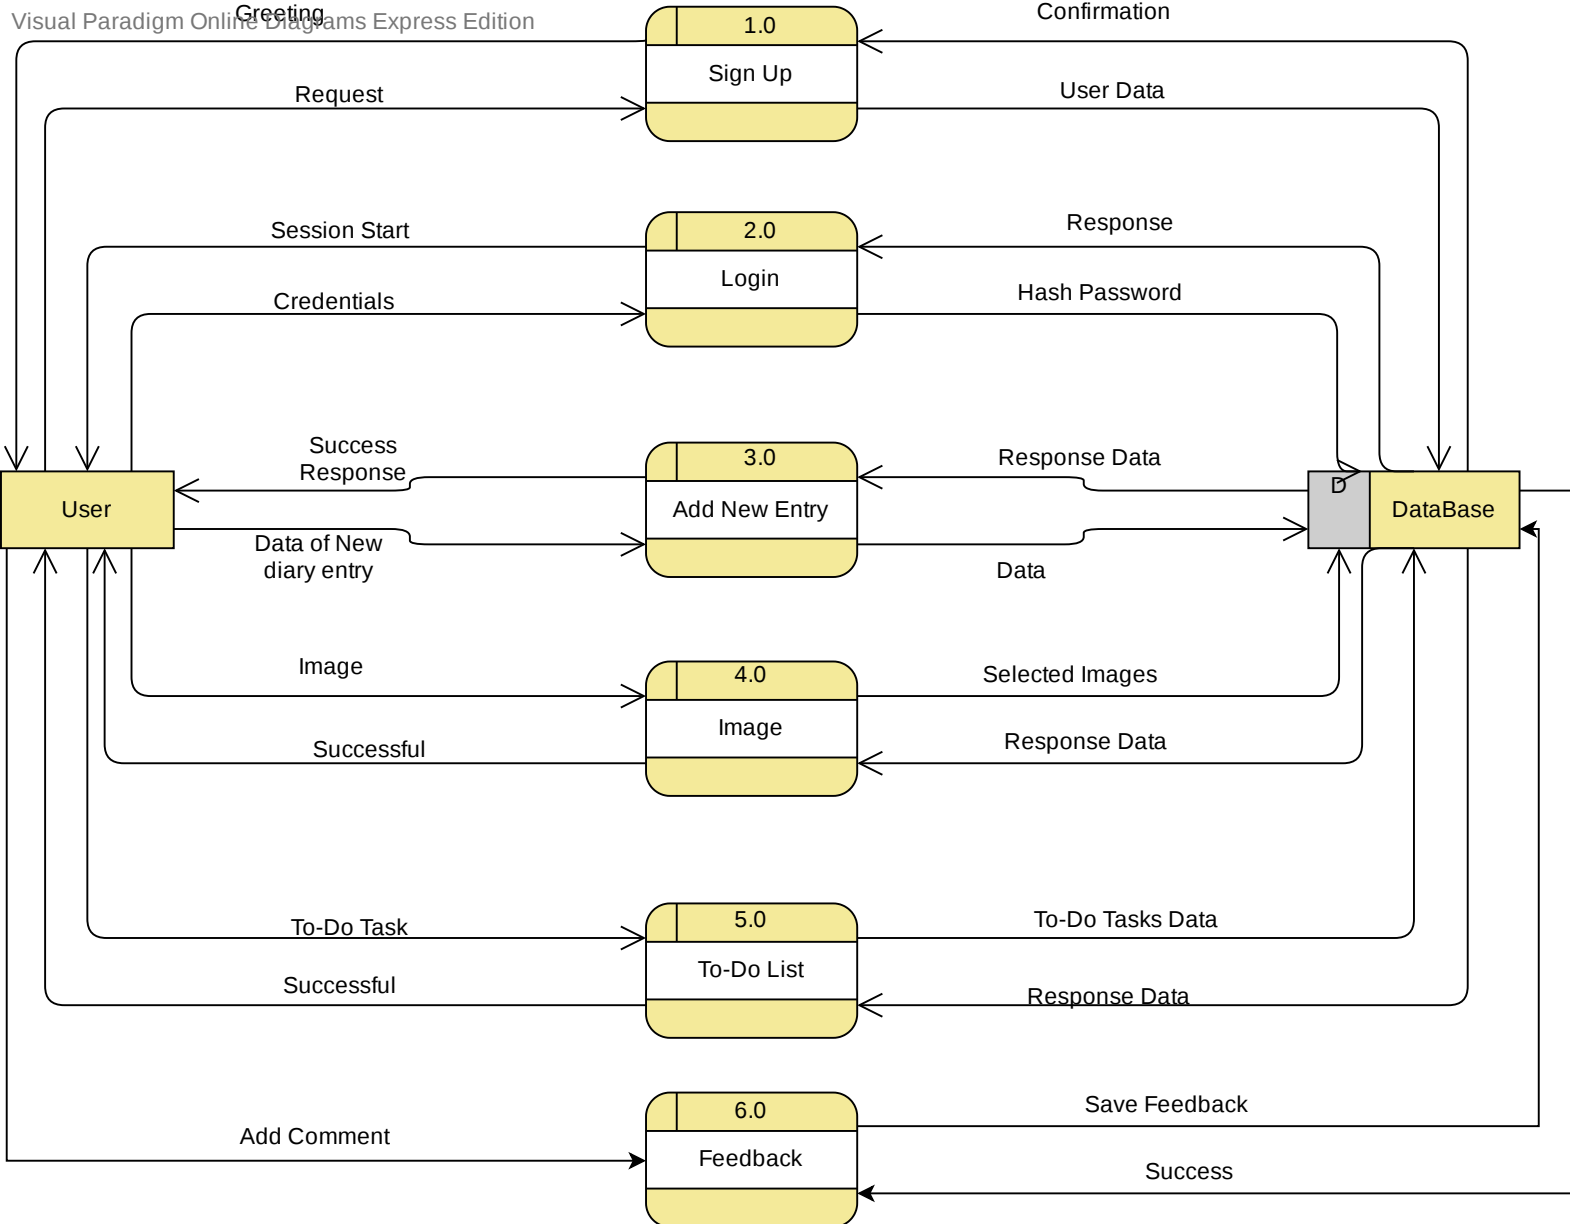 Greeting
Visual Paradigm Online Diagrams Express Edition
1.0
Confirmation
Sign Up
Request
User Data
Session Start
2.0
Response
Login
Credentials
Hash Password
Success
Response
3.0
Response Data
User
Add New Entry
D
DataBase
Data of New
diary entry
Data
Image
4.0
Selected Images
Image
Successful
Response Data
To-Do Task
5.0
To-Do Tasks Data
To-Do List
Successful
Response Data
6.0
Save Feedback
Add Comment
Feedback
Success